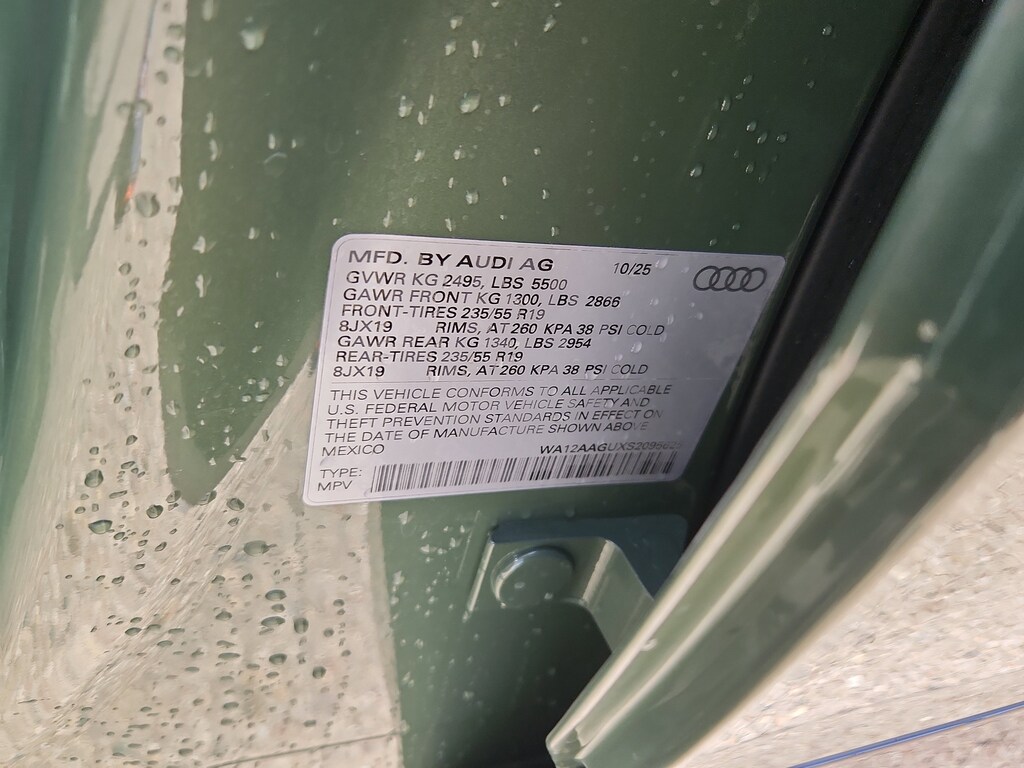 MFD. BY AUDI AG 10/25
GVWR KG 2495, LBS 5500
GAWR FRONT KG 1300, LBS 2866
FRONT-TIRES 235/55 R19
8JX19 RIMS, AT 260 KPA 38 PSI COLD
GAWR REAR KG 1340, LBS 2954
REAR-TIRES 235/55 R19
8JX19 RIMS, AT 260 KPA 38 PSI COLD
THIS VEHICLE CONFORMS TO ALL APPLICABLE
U.S. FEDERAL MOTOR VEHICLE SAFETY AND
THEFT PREVENTION STANDARDS IN EFFECT ON
THE DATE OF MANUFACTURE SHOWN ABOVE
MEXICO
TYPE:
MPV